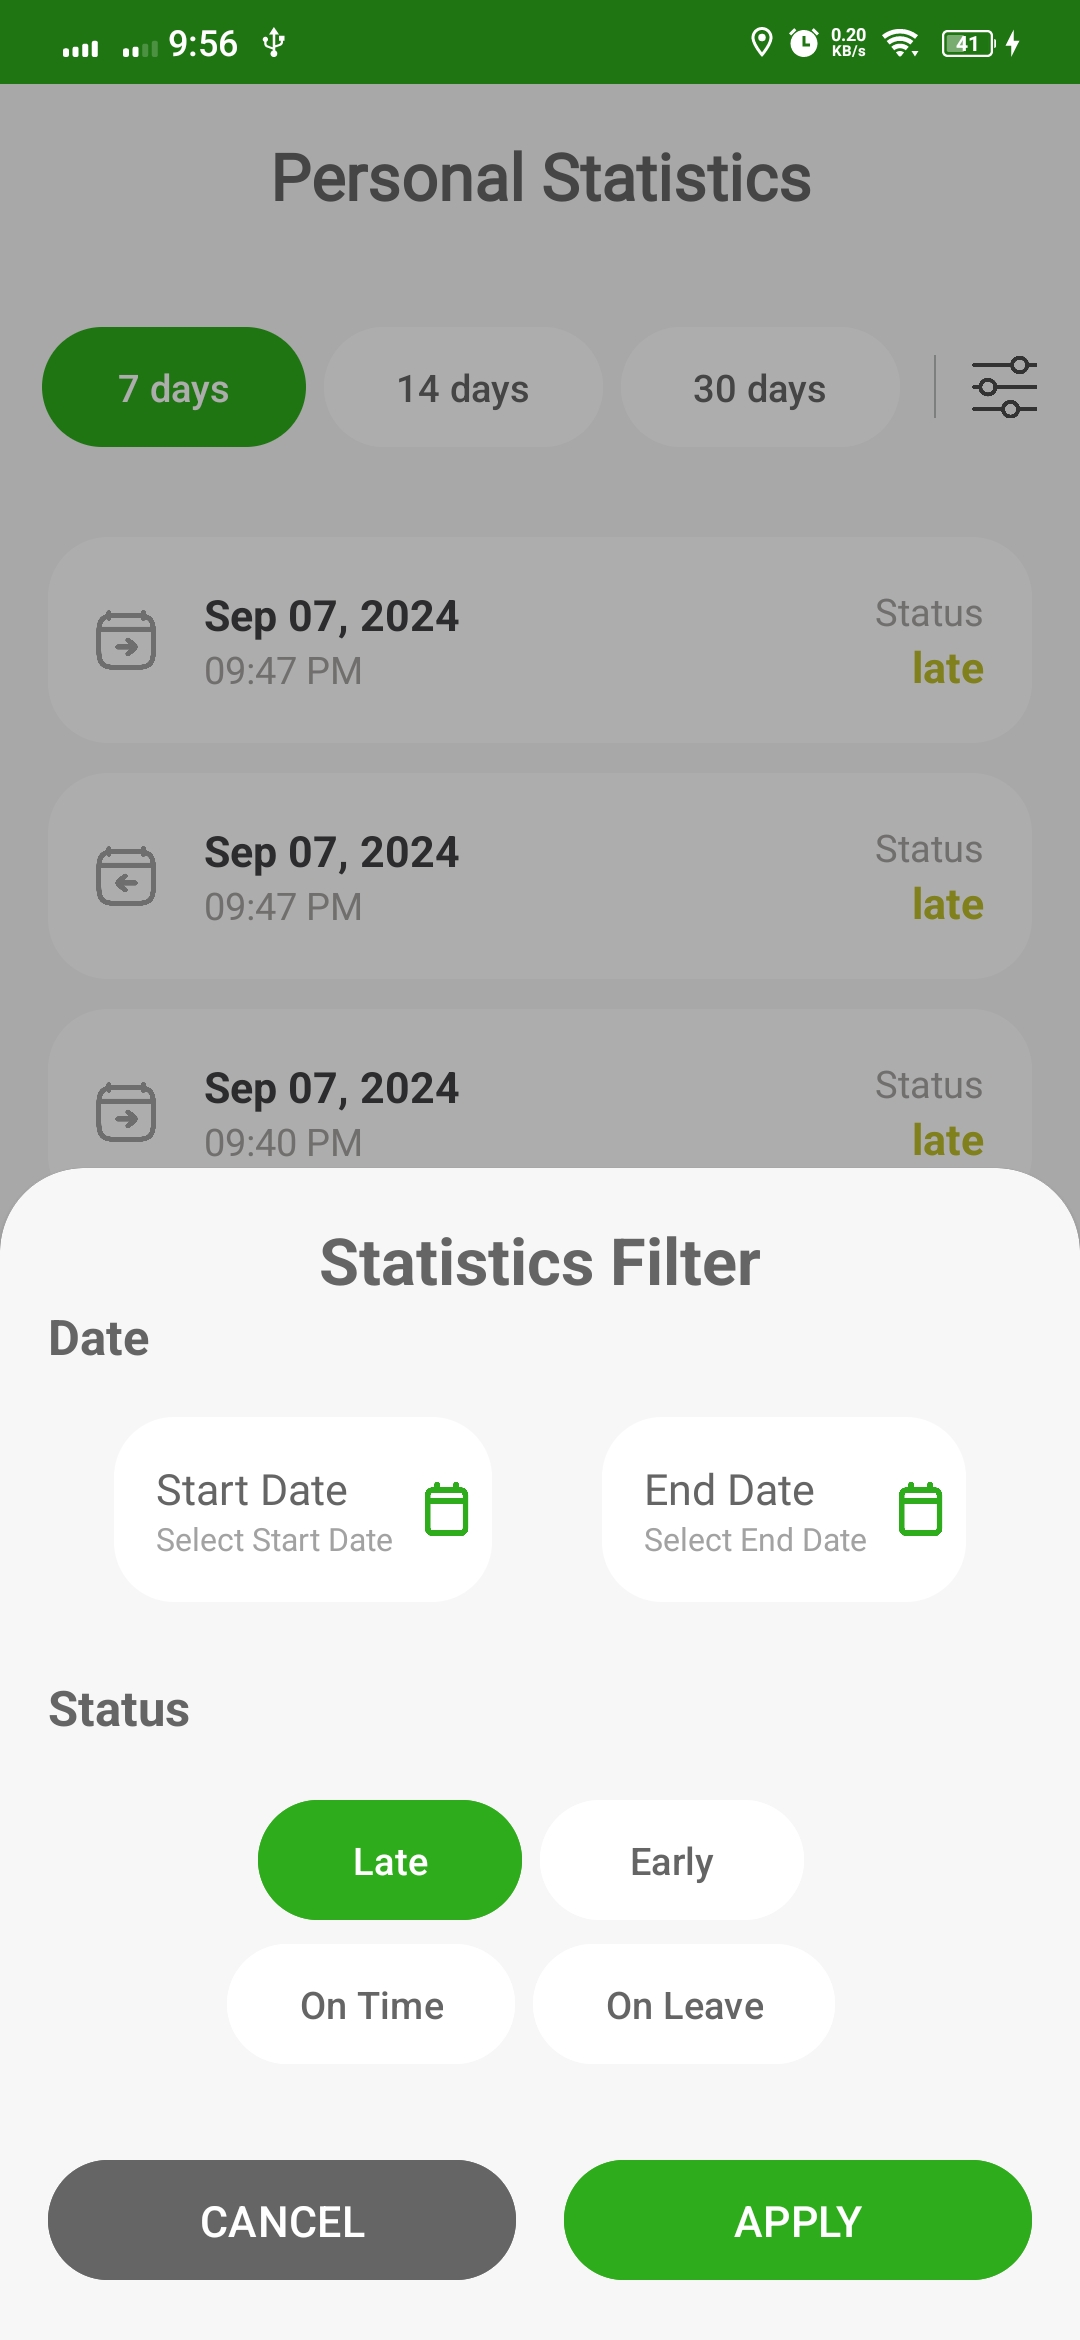 9:56 0.20 KB/s 41
Personal Statistics
7 days 14 days 30 days
Sep 07, 2024 Status
09:47 PM late
Sep 07, 2024 Status
09:47 PM late
Sep 07, 2024 Status
09:40 PM late
Statistics Filter
Date
Start Date End Date
Select Start Date Select End Date
Status
Late Early
On Time On Leave
CANCEL APPLY